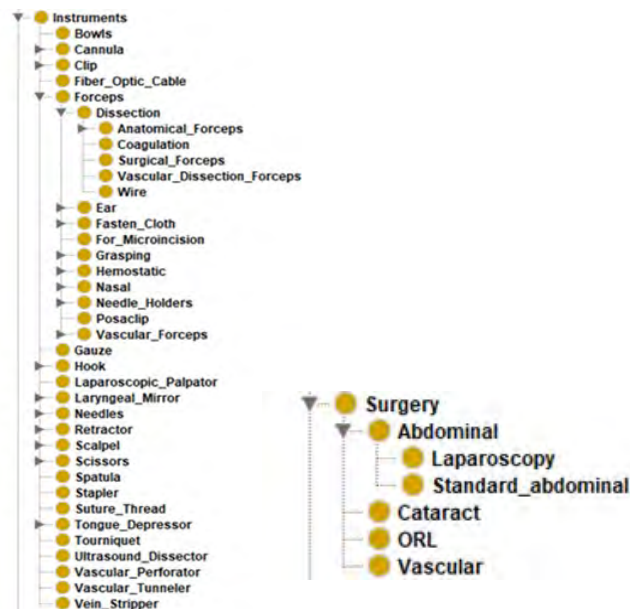 Instruments
Bowls
Cannula
Clip
Fiber_Optic_Cable
Forceps
Dissection
Anatomical_Forceps
Coagulation
Surgical_Forceps
Vascular_Dissection_Forceps
Wire
Ear
Fasten_Cloth
For_Microincision
Grasping
Hemostatic
Nasal
Needle_Holders
Posaclip
Vascular_Forceps
Gauze
Hook
Laparoscopic_Palpator
Laryngeal_Mirror
Needles
Retractor
Scalpel
Scissors
Spatula
Stapler
Suture_Thread
Tongue_Depressor
Tourniquet
Ultrasound_Dissector
Vascular_Perforator
Vascular_Tunneler
Vein_Stripper
Surgery
Abdominal
Laparoscopy
Standard_abdominal
Cataract
ORL
Vascular